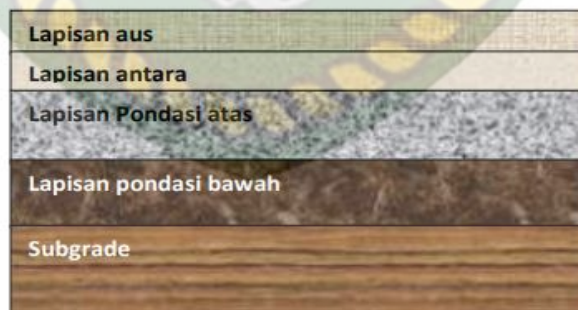 Lapisan aus
Lapisan antara
Lapisan Pondasi atas
Lapisan pondasi bawah
Subgrade